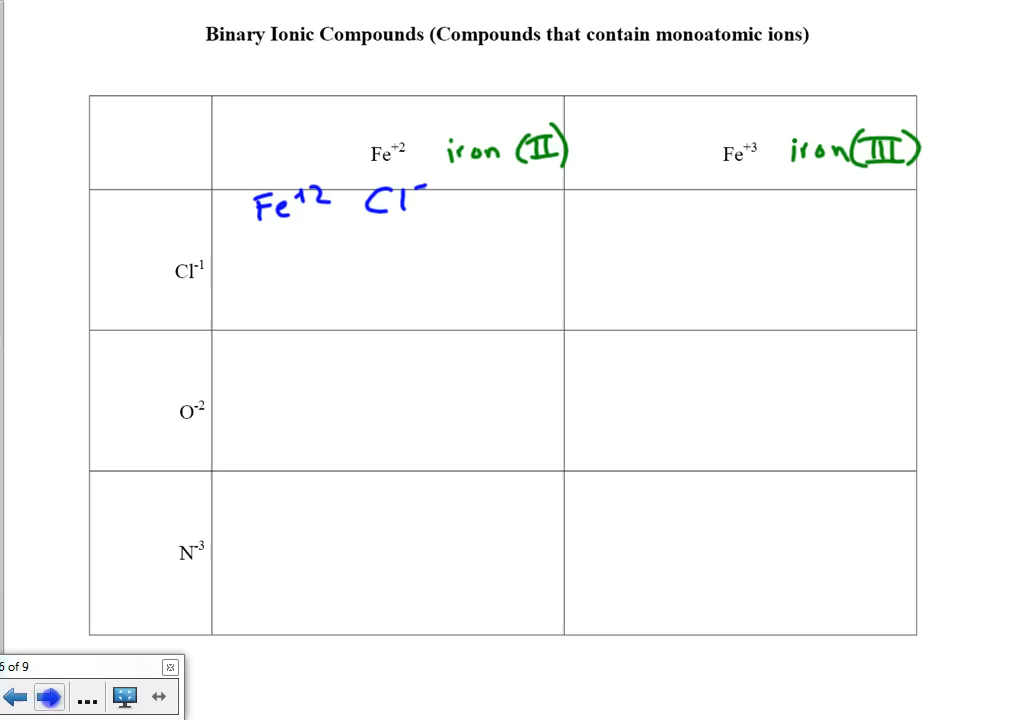 Binary Ionic Compounds (Compounds that contain monoatomic ions)
Fe+2 iron (II) Fe+3 iron (III)
Fe+2 Cl-
Cl-1
O-2
N-3
of 9
...